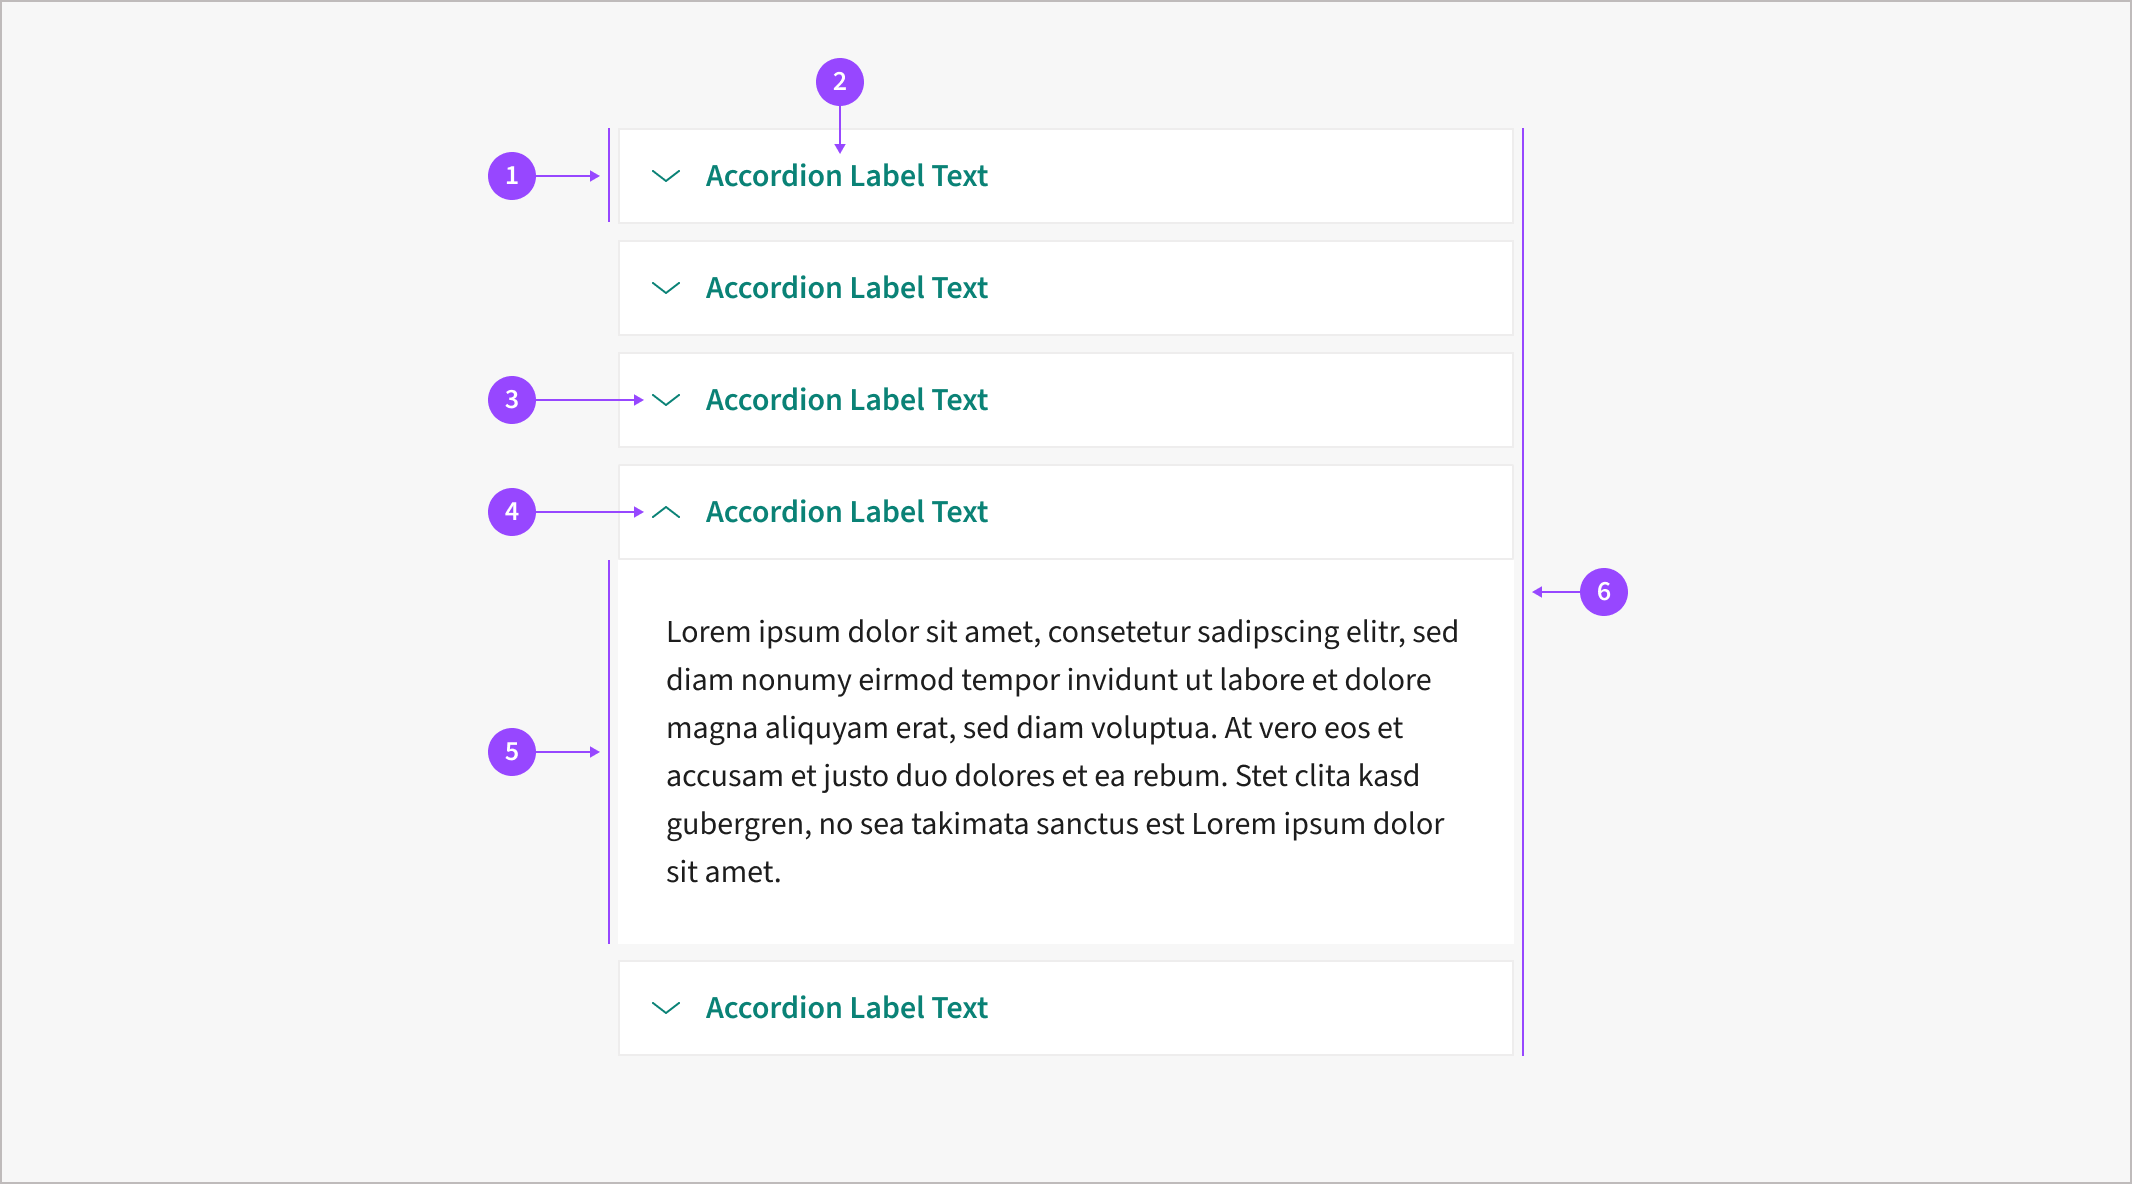 2
1
Accordion Label Text
Accordion Label Text
3
Accordion Label Text
4
Accordion Label Text
6
Lorem ipsum dolor sit amet, consetetur sadipscing elitr, sed
diam nonumy eirmod tempor invidunt ut labore et dolore
magna aliquyam erat, sed diam voluptua. At vero eos et
5
accusam et justo duo dolores et ea rebum. Stet clita kasd
gubergren, no sea takimata sanctus est Lorem ipsum dolor
sit amet.
Accordion Label Text